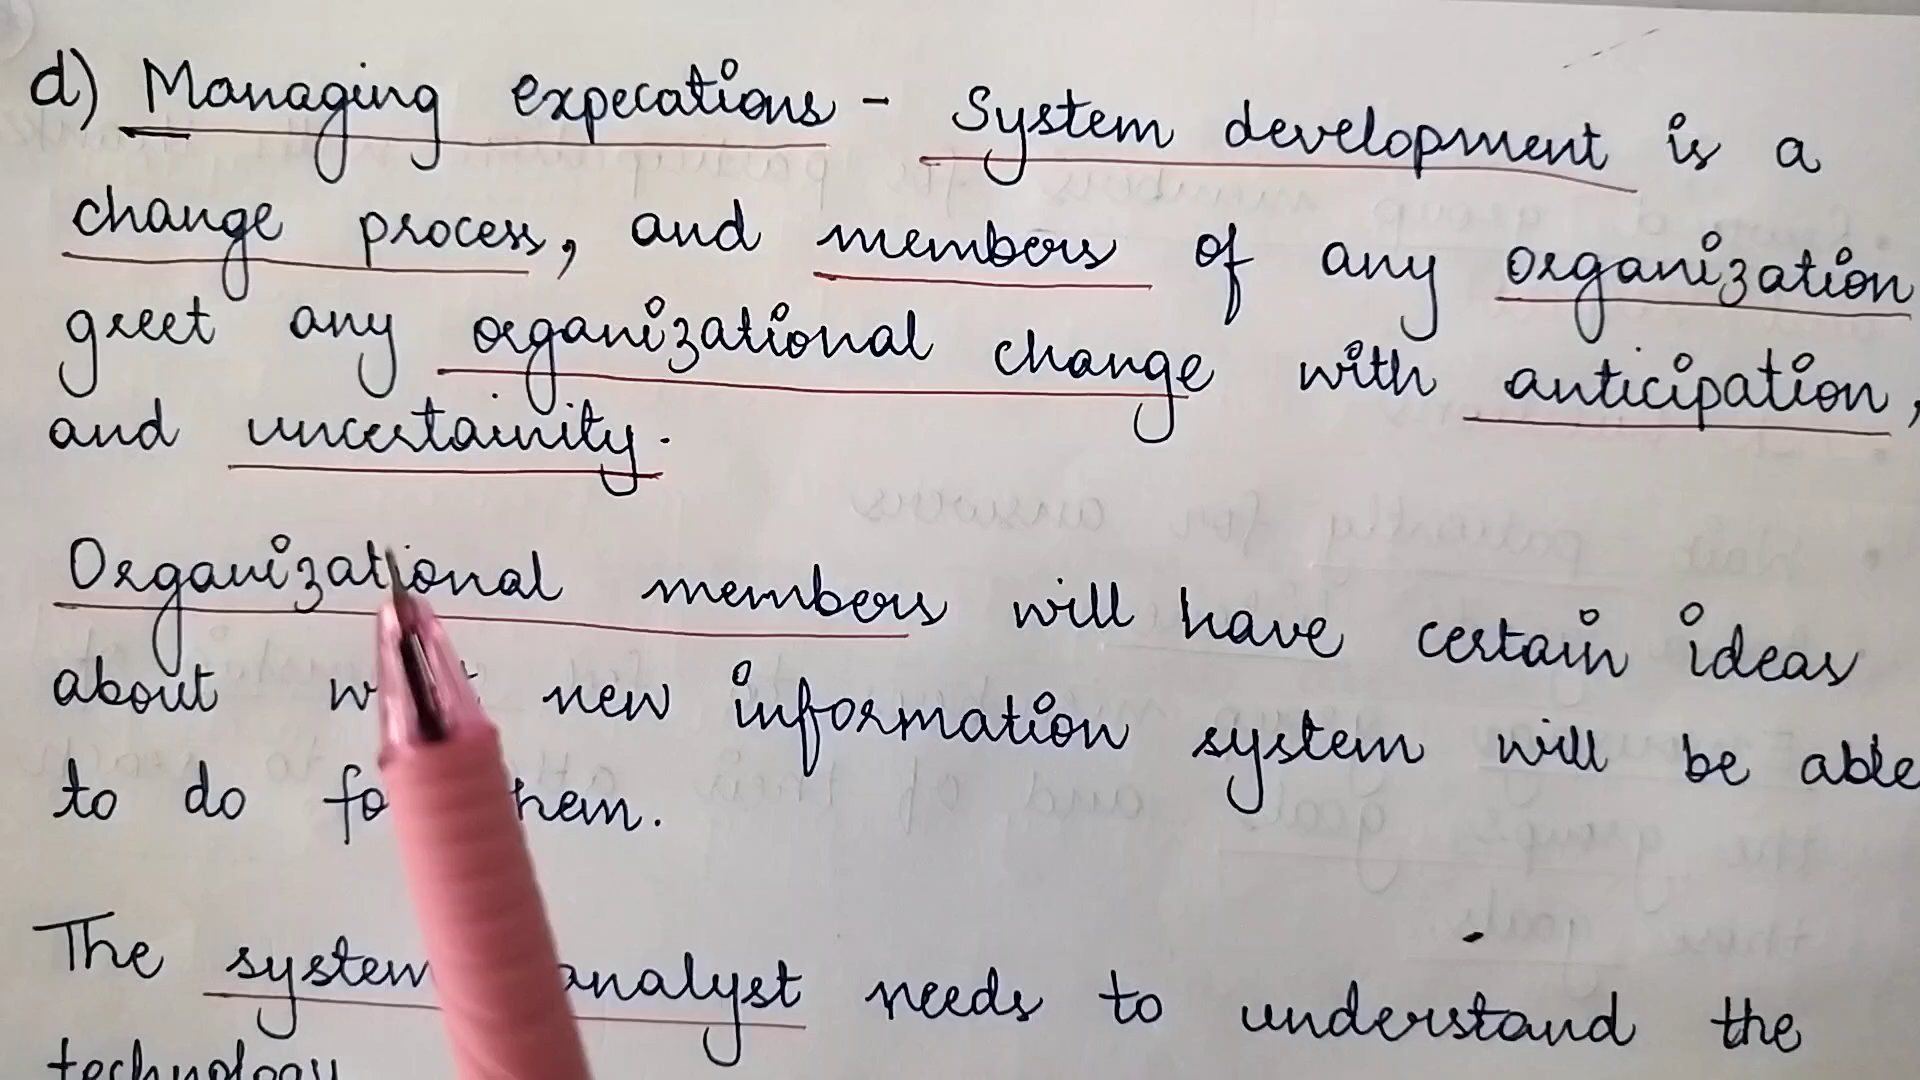 d) Managing expecations - System development is a
change process, and members of any organization
greet any organizational change with anticipation,
and uncertainity.
Organizational members will have certain ideas
about new information system will be able
to do them.
The system analyst needs to understand the
technology